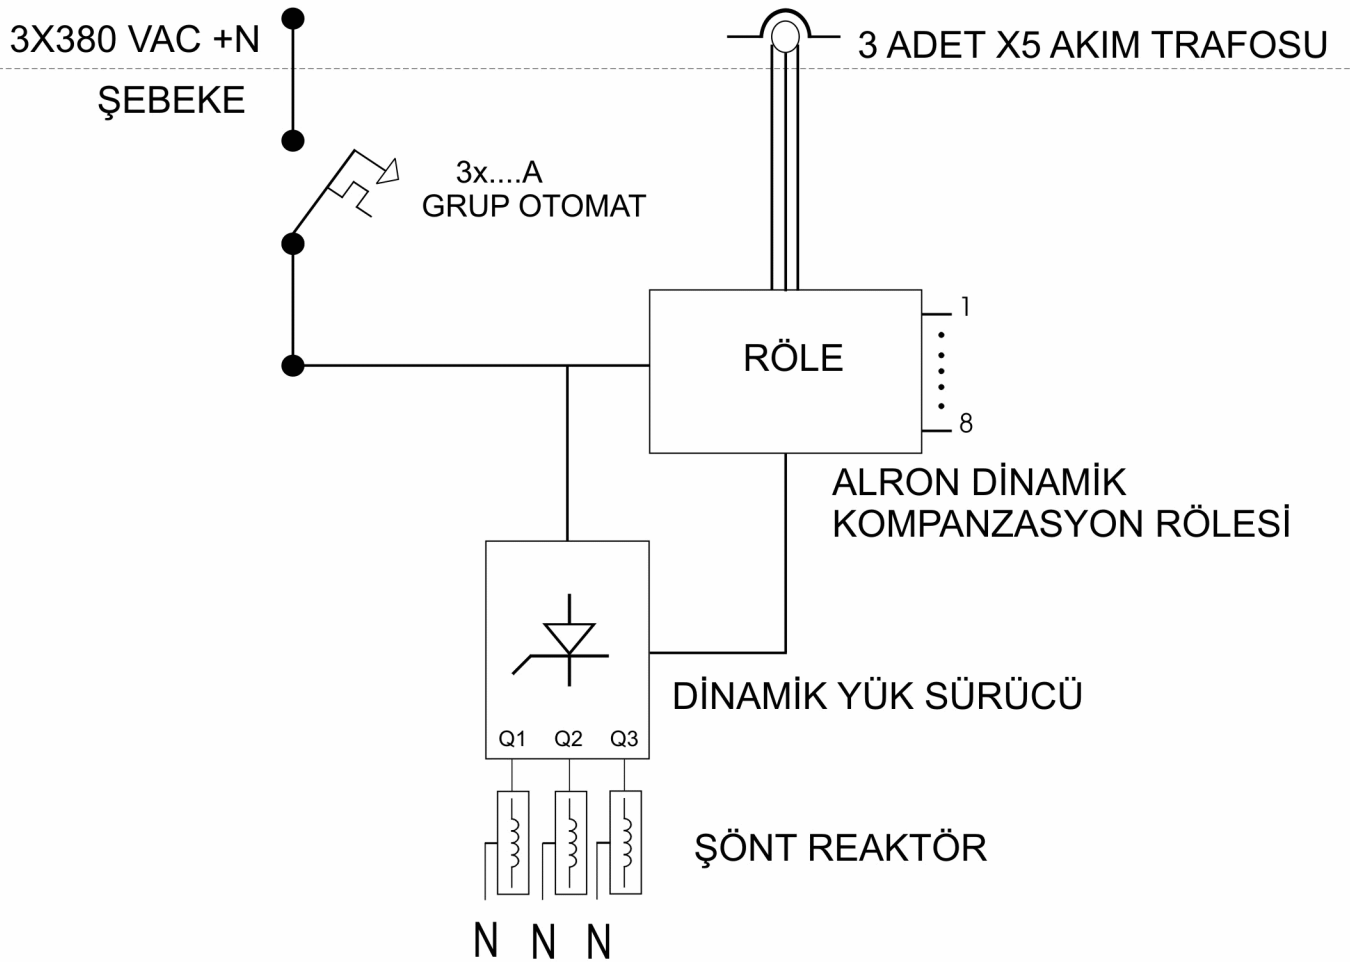 3X380 VAC +N
3 ADET X5 AKIM TRAFOSU
ŞEBEKE
3x....A
GRUP OTOMAT
1
RÖLE
8
ALRON DİNAMİK
KOMPANZASYON RÖLESİ
DİNAMİK YÜK SÜRÜCÜ
Q1 Q2 Q3
ŞÖNT REAKTÖR
N N N